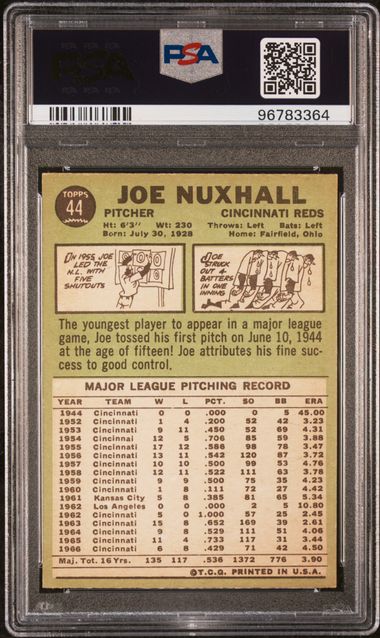 PSA
96783364
TOPPS
44
JOE NUXHALL
PITCHER CINCINNATI REDS
Ht: 6'3" Wt: 230 Throws: Left Bats: Left
Born: July 30, 1928 Home: Fairfield, Ohio
IN 1955, JOE
LED THE
N.L. WITH
FIVE
SHUTOUTS
JOE
STRUCK
OUT 4
BATTERS
IN ONE
INNING
The youngest player to appear in a major league
game, Joe tossed his first pitch on June 10, 1944
at the age of fifteen! Joe attributes his fine suc-
cess to good control.
MAJOR LEAGUE PITCHING RECORD
YEAR TEAM W L PCT. SO BB ERA
1944 Cincinnati 0 0 .000 0 5 45.00
1952 Cincinnati 1 4 .200 52 42 3.23
1953 Cincinnati 9 11 .450 52 69 4.31
1954 Cincinnati 12 5 .706 85 59 3.88
1955 Cincinnati 17 12 .586 98 78 3.47
1956 Cincinnati 13 11 .542 120 87 3.72
1957 Cincinnati 10 10 .500 99 53 4.76
1958 Cincinnati 12 11 .522 111 63 3.78
1959 Cincinnati 9 9 .500 75 35 4.23
1960 Cincinnati 1 8 .111 72 27 4.42
1961 Kansas City 5 8 .385 81 65 5.34
1962 Los Angeles 0 0 .000 2 5 10.80
1962 Cincinnati 5 0 1.000 57 25 2.45
1963 Cincinnati 15 8 .652 169 39 2.61
1964 Cincinnati 9 8 .529 111 51 4.06
1965 Cincinnati 11 4 .733 117 31 3.44
1966 Cincinnati 6 8 .429 71 42 4.50
Maj. Tot. 16 Yrs. 135 117 .536 1372 776 3.90
©T.C.G. PRINTED IN U.S.A.